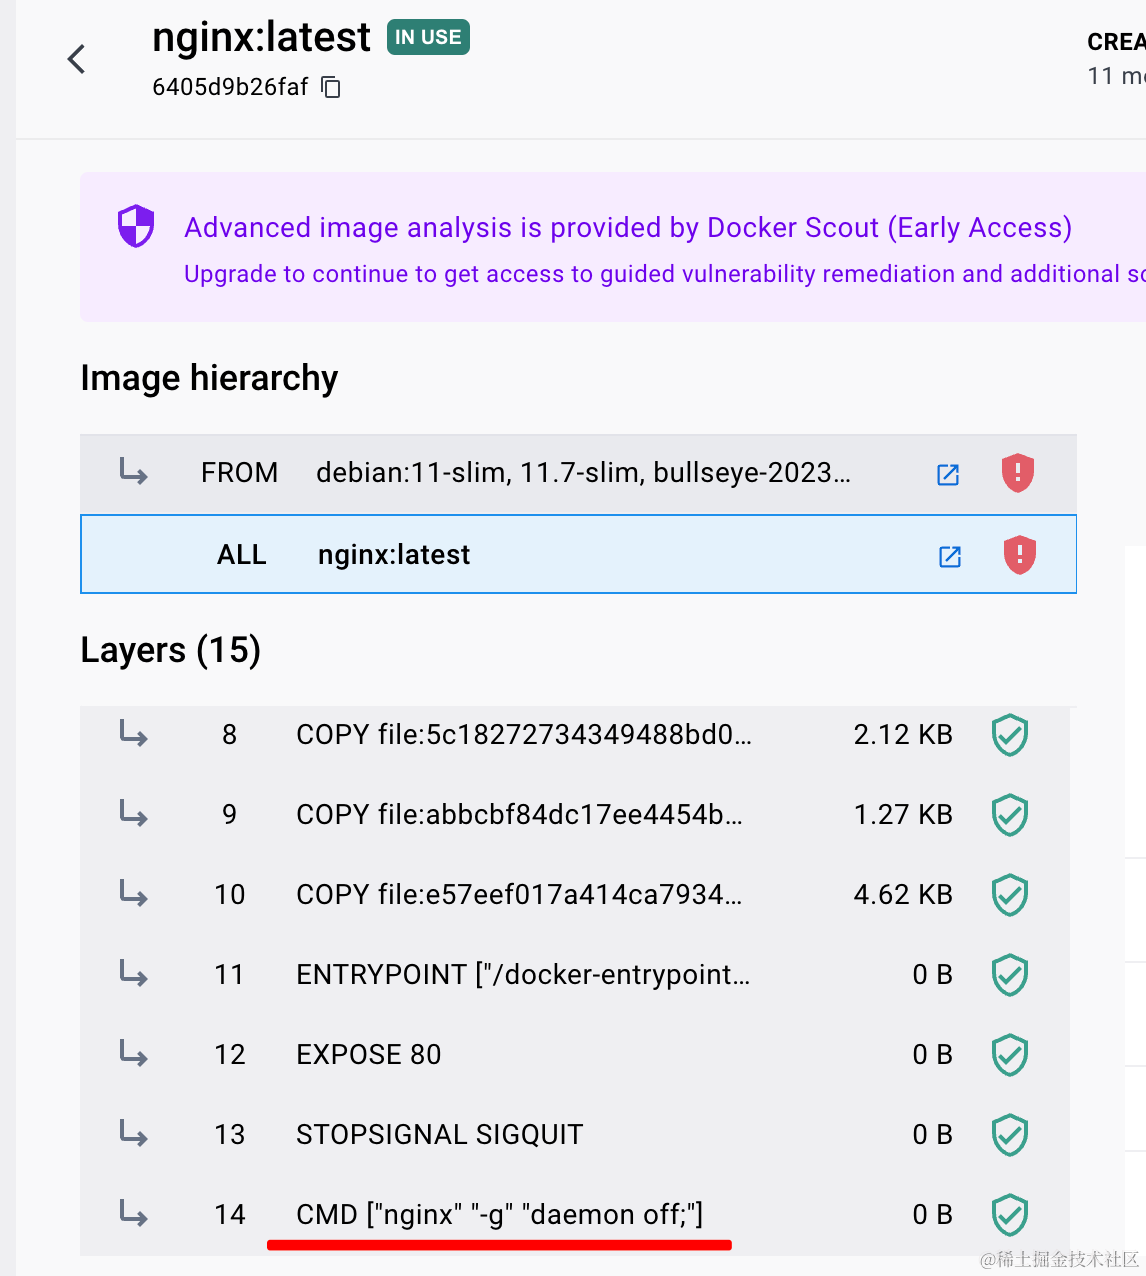 nginx:latest IN USE
6405d9b26faf
CREA
11 m
Advanced image analysis is provided by Docker Scout (Early Access)
Upgrade to continue to get access to guided vulnerability remediation and additional sc
Image hierarchy
FROM debian:11-slim, 11.7-slim, bullseye-2023...
ALL nginx:latest
Layers (15)
8 COPY file:5c18272734349488bd0... 2.12 KB
9 COPY file:abbcbf84dc17ee4454b... 1.27 KB
10 COPY file:e57eef017a414ca7934... 4.62 KB
11 ENTRYPOINT ["/docker-entrypoint... 0 B
12 EXPOSE 80 0 B
13 STOPSIGNAL SIGQUIT 0 B
14 CMD ["nginx" "-g" "daemon off;"] 0 B
@稀土掘金技术社区